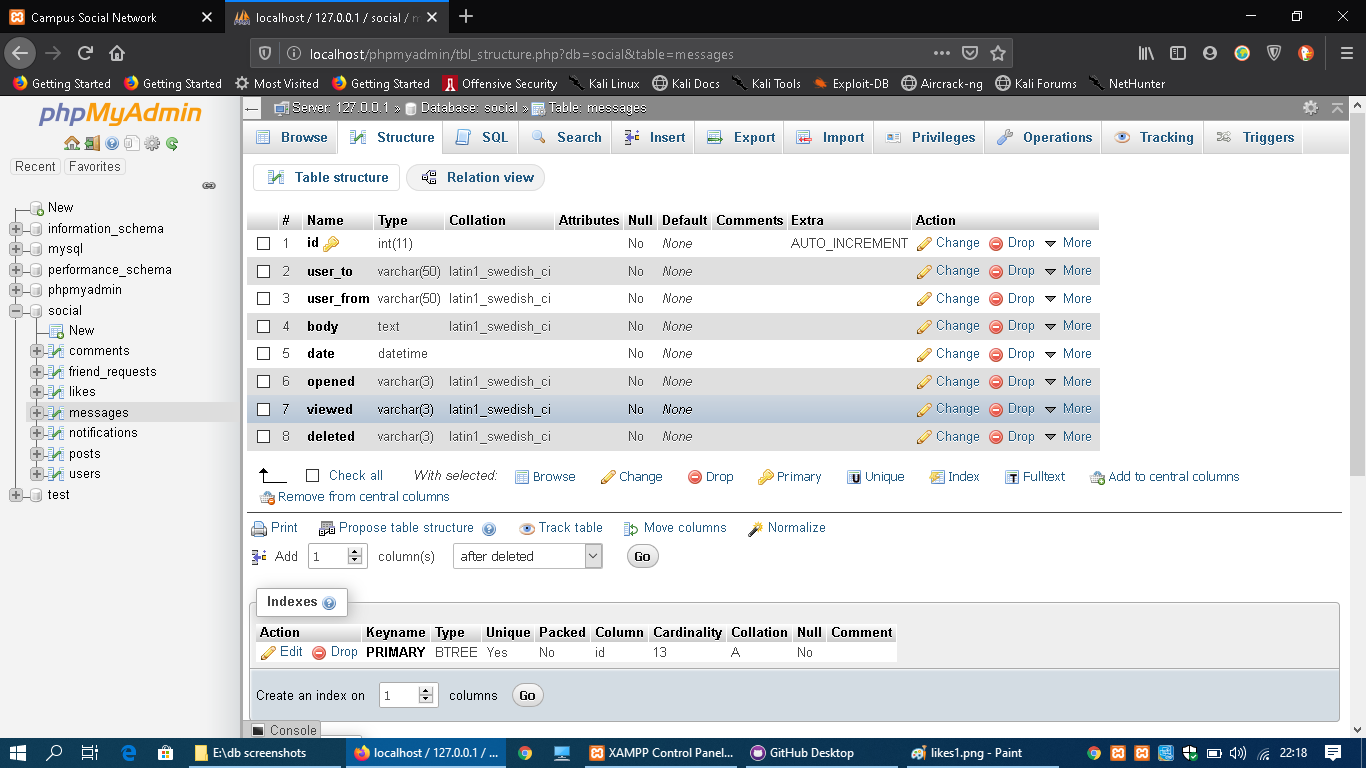 Campus Social Network
localhost / 127.0.0.1 / social / m
localhost/phpmyadmin/tbl_structure.php?db=social&table=messages
Getting Started Getting Started Most Visited Getting Started Offensive Security Kali Linux Kali Docs Kali Tools Exploit-DB Aircrack-ng Kali Forums NetHunter
phpMyAdmin
Recent Favorites
New
information_schema
mysql
performance_schema
phpmyadmin
social
New
comments
friend_requests
likes
messages
notifications
posts
users
test
Server: 127.0.0.1 » Database: social » Table: messages
Browse Structure SQL Search Insert Export Import Privileges Operations Tracking Triggers
Table structure Relation view
# Name Type Collation Attributes Null Default Comments Extra Action
1 id int(11) No None AUTO_INCREMENT Change Drop More
2 user_to varchar(50) latin1_swedish_ci No None Change Drop More
3 user_from varchar(50) latin1_swedish_ci No None Change Drop More
4 body text latin1_swedish_ci No None Change Drop More
5 date datetime No None Change Drop More
6 opened varchar(3) latin1_swedish_ci No None Change Drop More
7 viewed varchar(3) latin1_swedish_ci No None Change Drop More
8 deleted varchar(3) latin1_swedish_ci No None Change Drop More
Check all With selected: Browse Change Drop Primary Unique Index Fulltext Add to central columns
Remove from central columns
Print Propose table structure Track table Move columns Normalize
Add 1 column(s) after deleted Go
Indexes
Action Keyname Type Unique Packed Column Cardinality Collation Null Comment
Edit Drop PRIMARY BTREE Yes No id 13 A No
Create an index on 1 columns Go
Console
E:\db screenshots localhost / 127.0.0.1 / ... XAMPP Control Panel... GitHub Desktop likes1.png - Paint 22:18